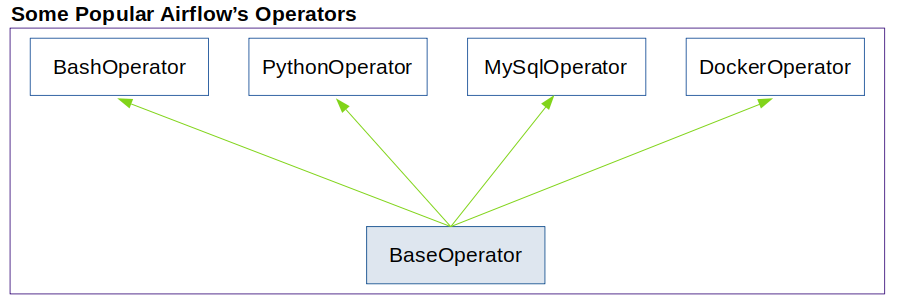 Some Popular Airflow’s Operators
BashOperator
PythonOperator
MySqlOperator
DockerOperator
BaseOperator